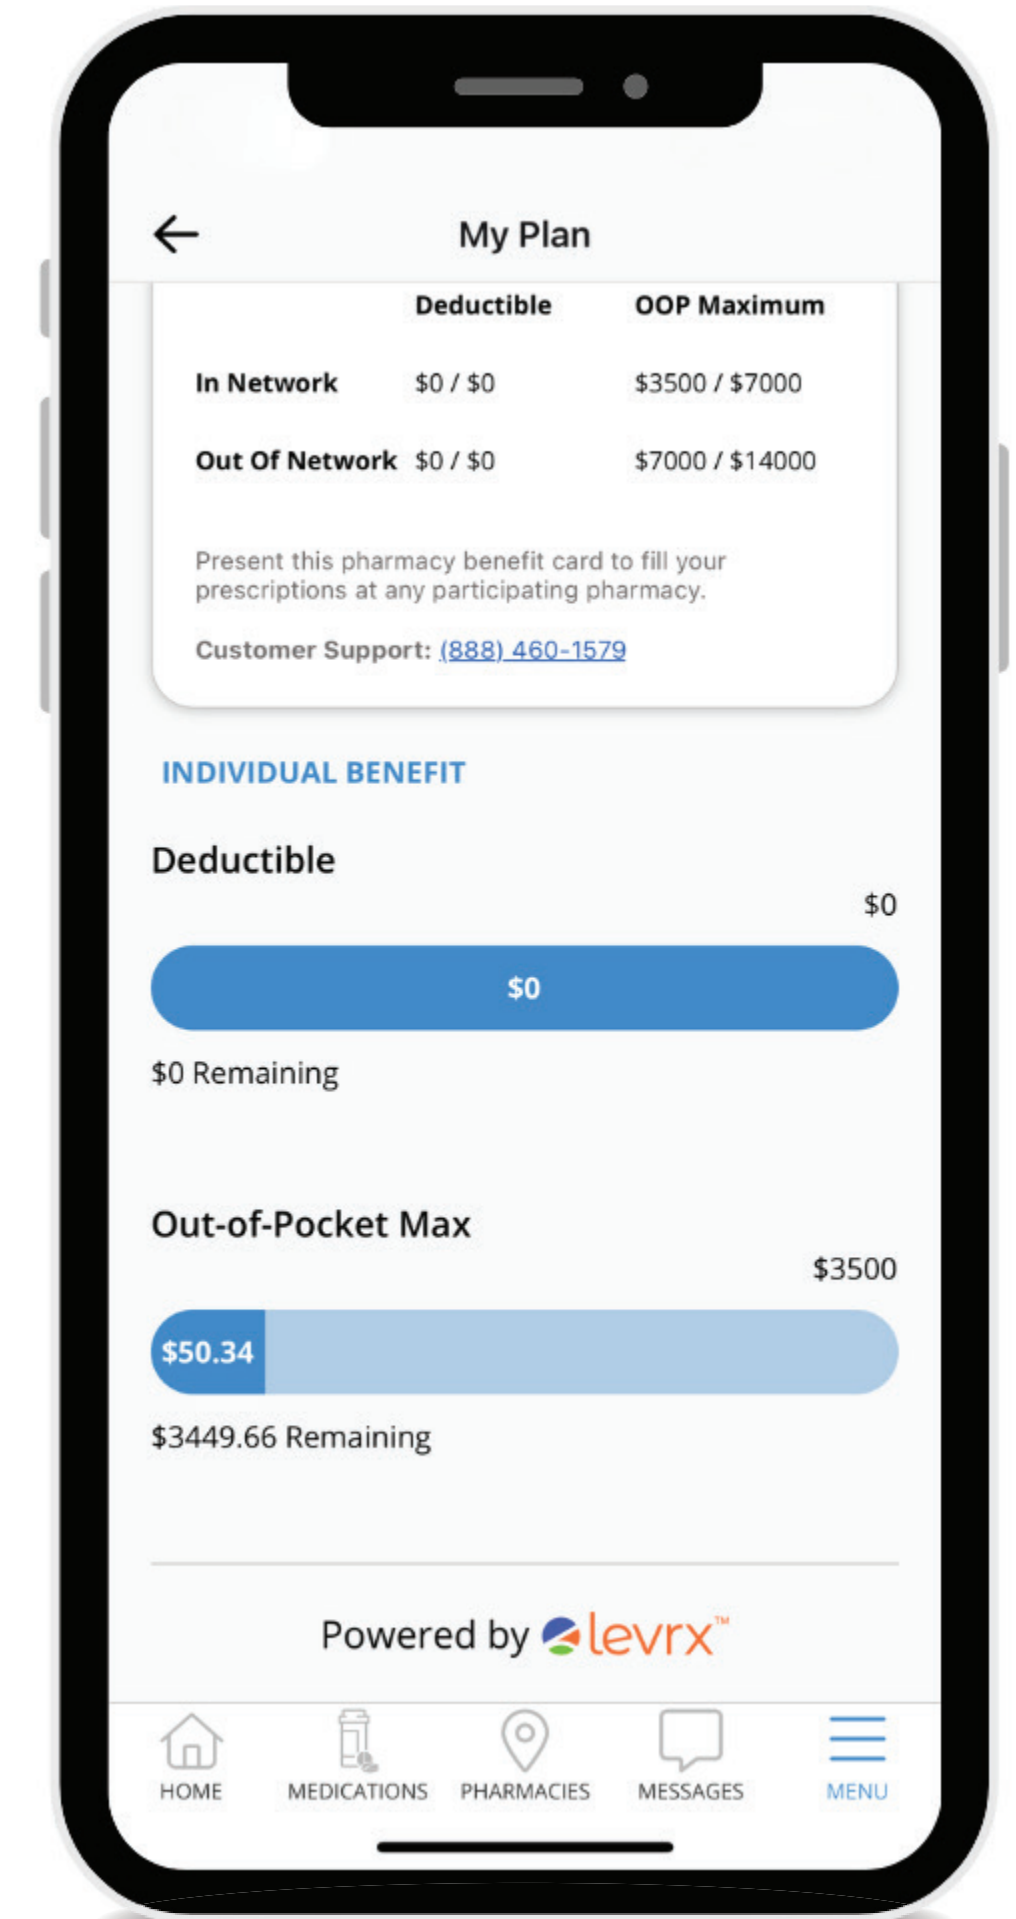 My Plan
Deductible OOP Maximum
In Network $0 / $0 $3500 / $7000
Out Of Network $0 / $0 $7000 / $14000
Present this pharmacy benefit card to fill your
prescriptions at any participating pharmacy.
Customer Support: (888) 460-1579
INDIVIDUAL BENEFIT
Deductible
$0
$0
$0 Remaining
Out-of-Pocket Max
$3500
$50.34
$3449.66 Remaining
Powered by levrx™
HOME MEDICATIONS PHARMACIES MESSAGES MENU